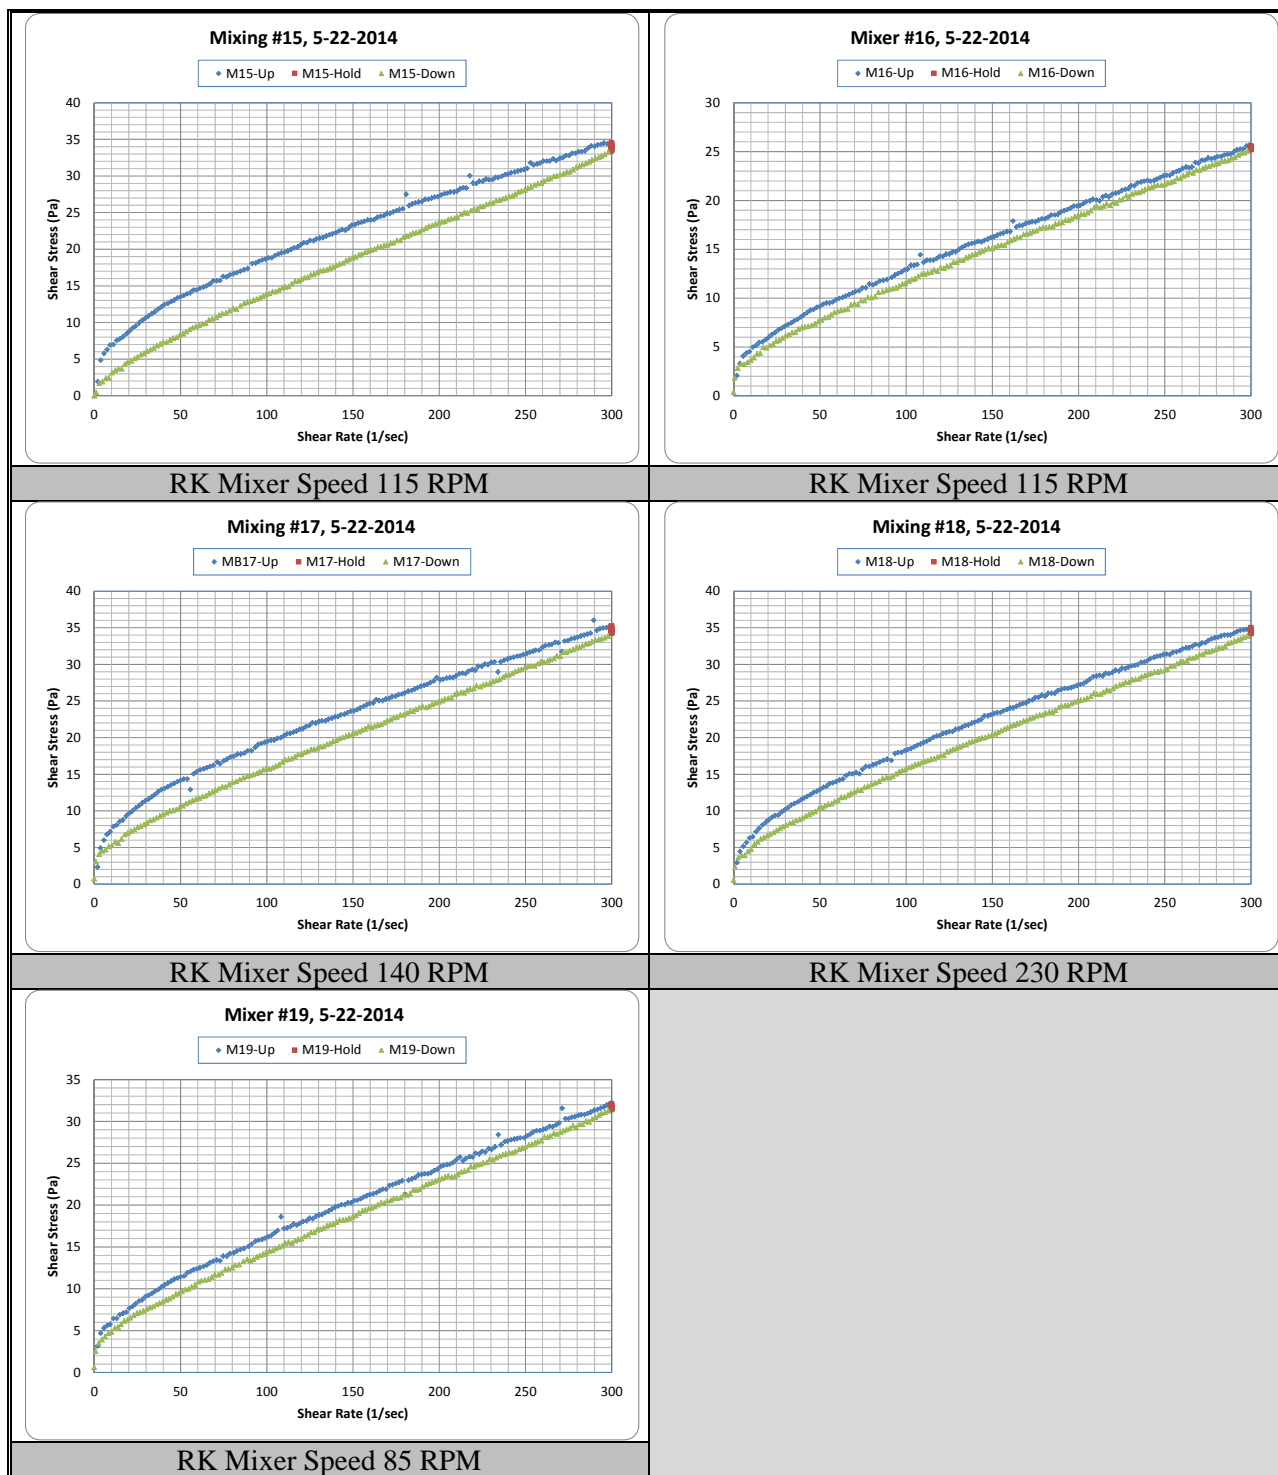 Mixing #15, 5-22-2014
M15-Up M15-Hold M15-Down
40
35
30
25
20
15
10
5
0
Shear Stress (Pa)
0 50 100 150 200 250 300
Shear Rate (1/sec)
RK Mixer Speed 115 RPM
Mixer #16, 5-22-2014
M16-Up M16-Hold M16-Down
30
25
20
15
10
5
0
Shear Stress (Pa)
0 50 100 150 200 250 300
Shear Rate (1/sec)
RK Mixer Speed 115 RPM
Mixing #17, 5-22-2014
MB17-Up M17-Hold M17-Down
40
35
30
25
20
15
10
5
0
Shear Stress (Pa)
0 50 100 150 200 250 300
Shear Rate (1/sec)
RK Mixer Speed 140 RPM
Mixing #18, 5-22-2014
M18-Up M18-Hold M18-Down
40
35
30
25
20
15
10
5
0
Shear Stress (Pa)
0 50 100 150 200 250 300
Shear Rate (1/sec)
RK Mixer Speed 230 RPM
Mixer #19, 5-22-2014
M19-Up M19-Hold M19-Down
35
30
25
20
15
10
5
0
Shear Stress (Pa)
0 50 100 150 200 250 300
Shear Rate (1/sec)
RK Mixer Speed 85 RPM